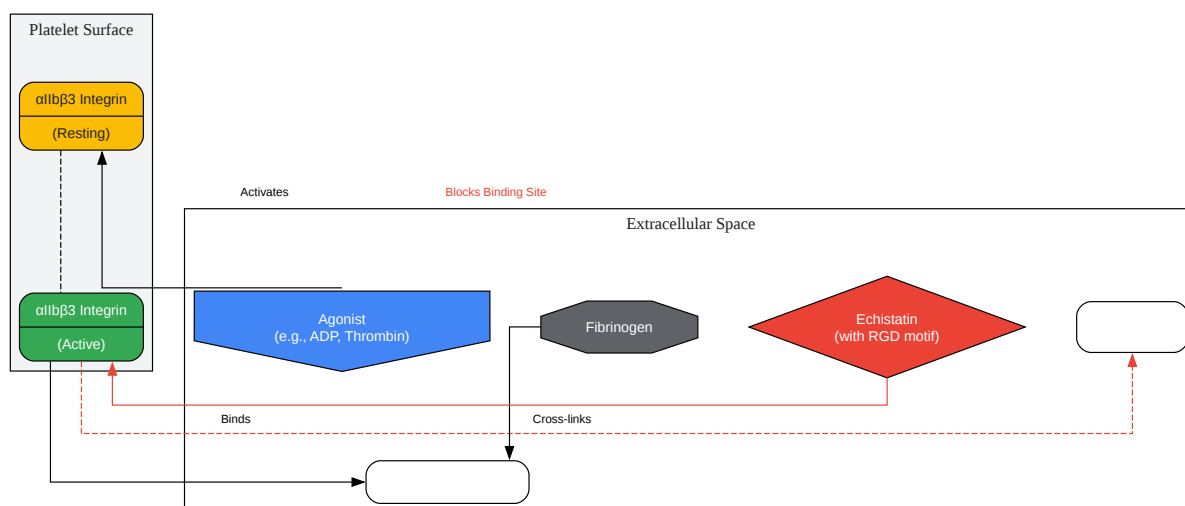 Platelet Surface
αIIbβ3 Integrin
(Resting)
Activates
Blocks Binding Site
Extracellular Space
αIIbβ3 Integrin
(Active)
Agonist
(e.g., ADP, Thrombin)
Fibrinogen
Echistatin
(with RGD motif)
Binds
Cross-links